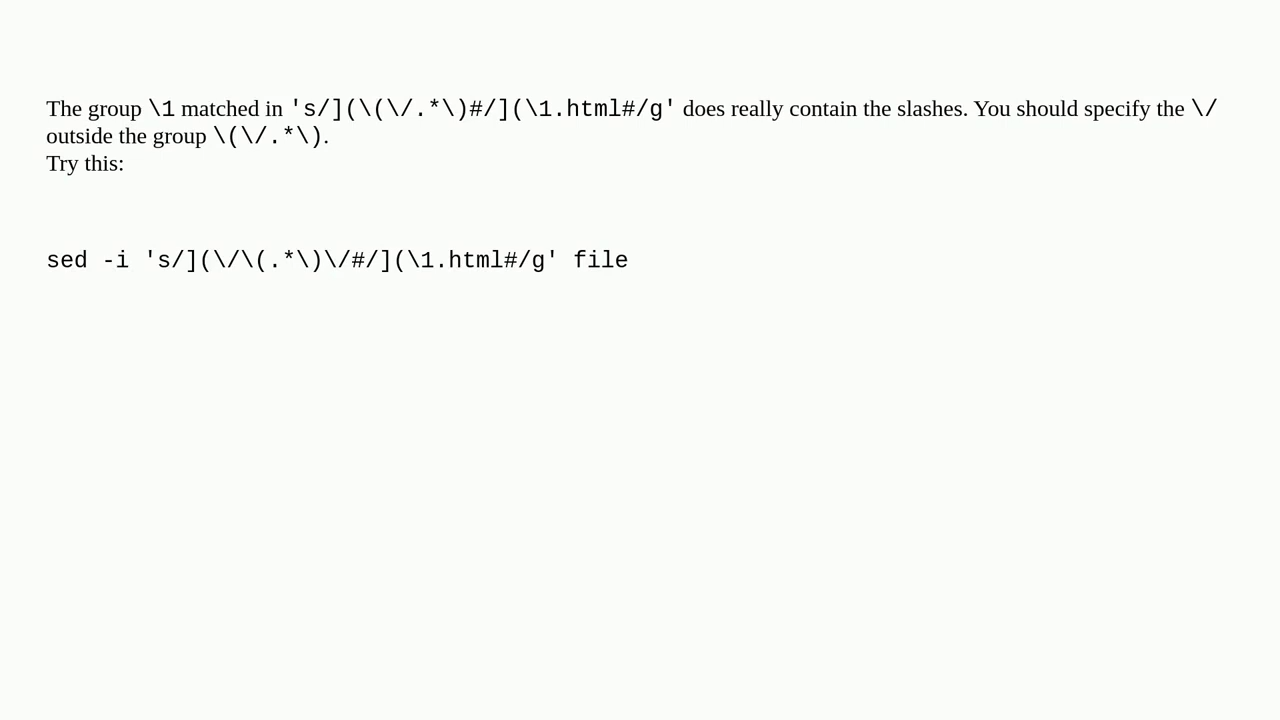 The group \1 matched in 's/](\(\/.*\)#/](\1.html#/g' does really contain the slashes. You should specify the \/
outside the group \(\/.*\).
Try this:
sed -i 's/](\/\(.*\)\/#/](\1.html#/g' file